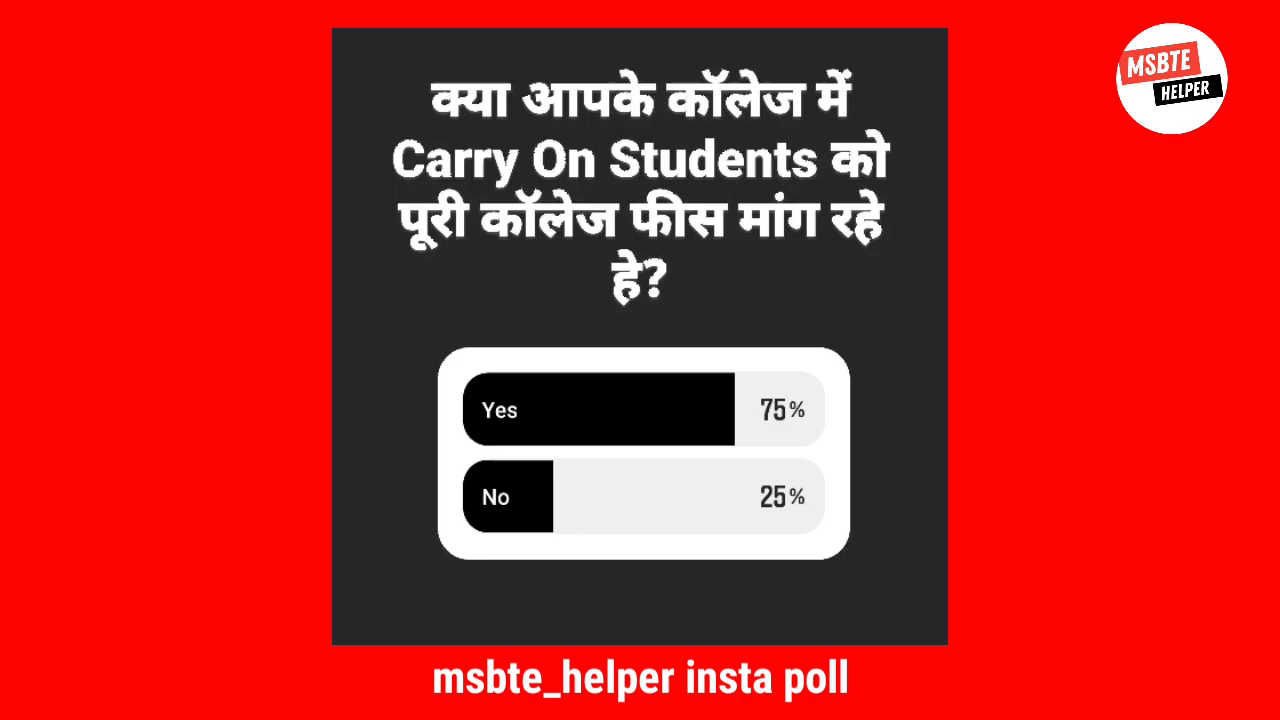 MSBTE
HELPER
क्या आपके कॉलेज में
Carry On Students को
पूरी कॉलेज फीस मांग रहे
हे?
Yes 75%
No 25%
msbte_helper insta poll